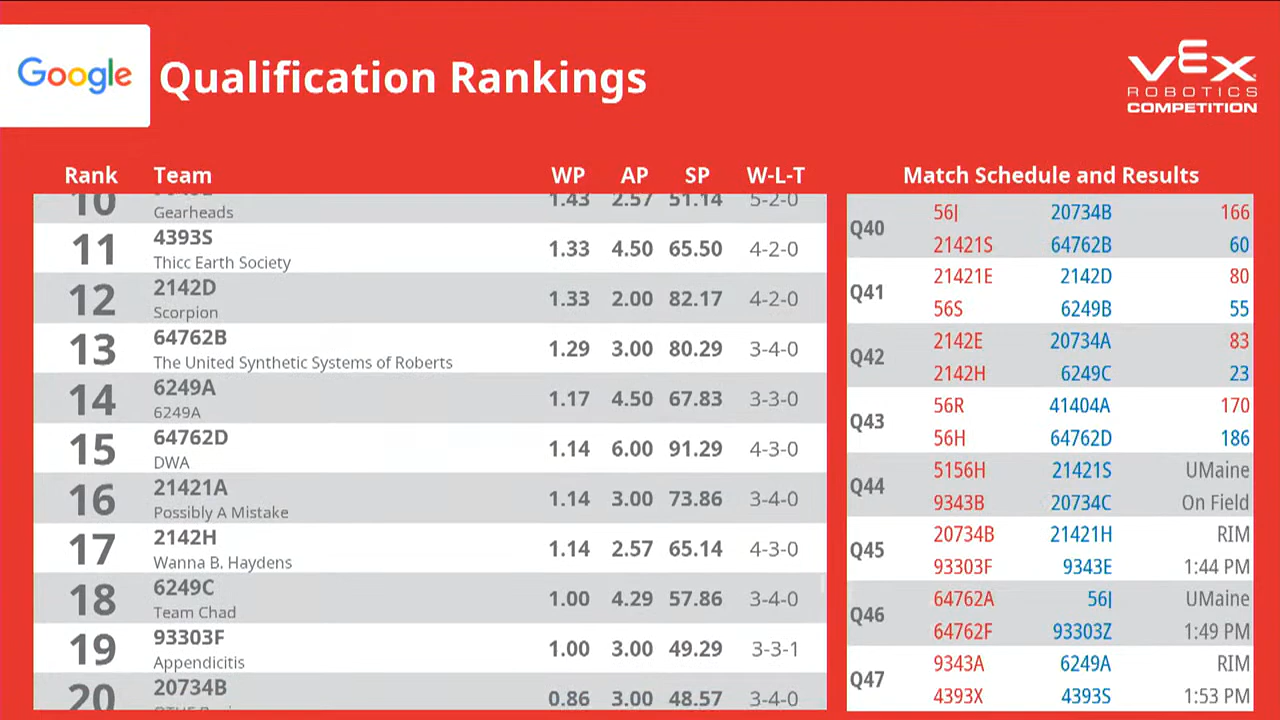 Google
Qualification Rankings
VEX
ROBOTICS
COMPETITION
Rank Team WP AP SP W-L-T
10 1.43 2.57 51.14 5-2-0
Gearheads
11 4393S 1.33 4.50 65.50 4-2-0
Thicc Earth Society
12 2142D 1.33 2.00 82.17 4-2-0
Scorpion
13 64762B 1.29 3.00 80.29 3-4-0
The United Synthetic Systems of Roberts
14 6249A 1.17 4.50 67.83 3-3-0
6249A
15 64762D 1.14 6.00 91.29 4-3-0
DWA
16 21421A 1.14 3.00 73.86 3-4-0
Possibly A Mistake
17 2142H 1.14 2.57 65.14 4-3-0
Wanna B. Haydens
18 6249C 1.00 4.29 57.86 3-4-0
Team Chad
19 93303F 1.00 3.00 49.29 3-3-1
Appendicitis
20 20734B 0.86 3.00 48.57 3-4-0
Match Schedule and Results
Q40 56J 20734B 166
21421S 64762B 60
Q41 21421E 2142D 80
56S 6249B 55
Q42 2142E 20734A 83
2142H 6249C 23
Q43 56R 41404A 170
56H 64762D 186
Q44 5156H 21421S UMaine
9343B 20734C On Field
Q45 20734B 21421H RIM
93303F 9343E 1:44 PM
Q46 64762A 56J UMaine
64762F 93303Z 1:49 PM
Q47 9343A 6249A RIM
4393X 4393S 1:53 PM